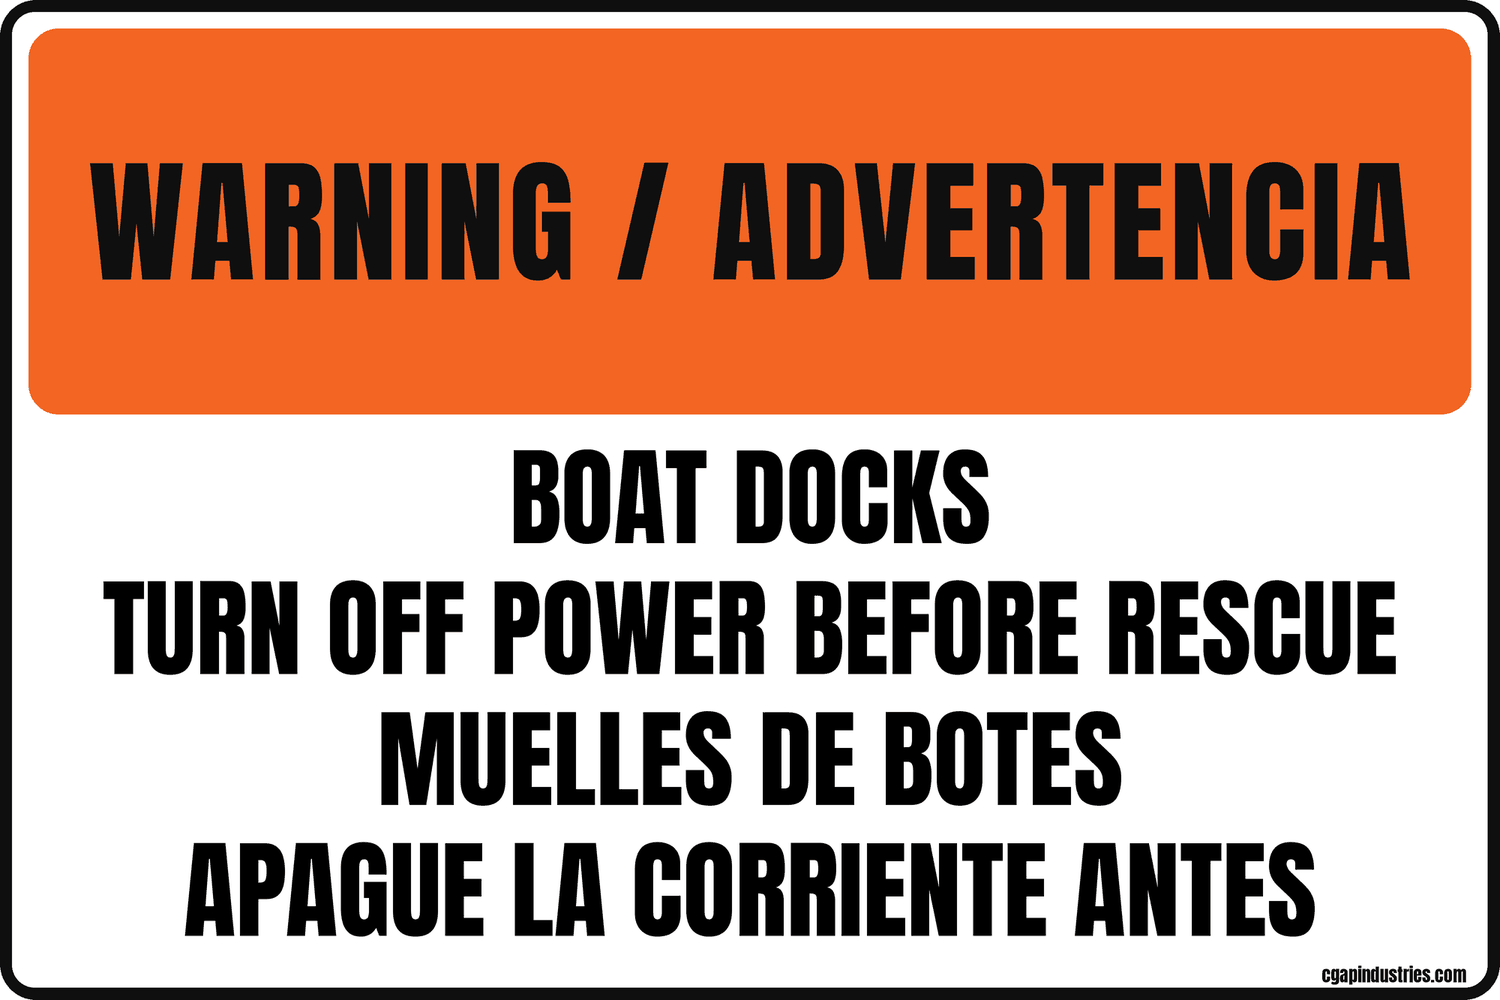 WARNING / ADVERTENCIA
BOAT DOCKS
TURN OFF POWER BEFORE RESCUE
MUELLES DE BOTES
APAGUE LA CORRIENTE ANTES
cgapindustries.com